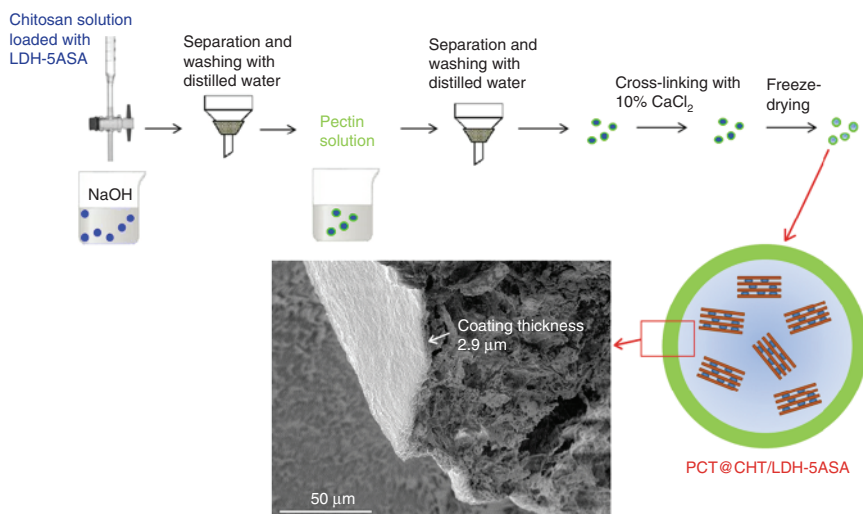 Chitosan solution
loaded with
LDH-5ASA
Separation and
washing with
distilled water
Separation and
washing with
distilled water
Cross-linking with
10% CaCl₂
Freeze-
drying
Pectin
solution
NaOH
Coating thickness
2.9 μm
50 μm
PCT@CHT/LDH-5ASA